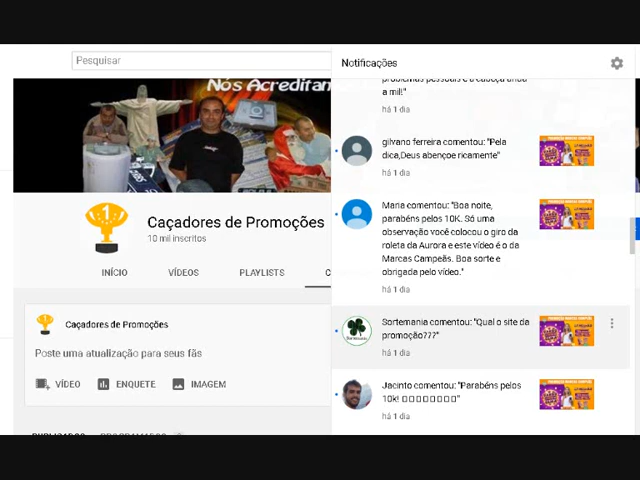 Pesquisar
Nós Acreditam
Caçadores de Promoções
10 mil inscritos
INÍCIO VÍDEOS PLAYLISTS C
Caçadores de Promoções
Poste uma atualização para seus fãs
VÍDEO ENQUETE IMAGEM
Notificações
a mil!"
há 1 dia
gilvano ferreira comentou: "Pela
dica,Deus abençoe ricamente"
há 1 dia
Maria comentou: "Boa noite,
parabéns pelos 10K. Só uma
observação você colocou o giro da
roleta da Aurora e este vídeo é o da
Marcas Campeãs. Boa sorte e
obrigada pelo vídeo."
há 1 dia
Sortemania comentou: "Qual o site da
promoção???"
há 1 dia
Jacinto comentou: "Parabéns pelos
10k! ▯▯▯▯▯▯▯▯"
há 1 dia